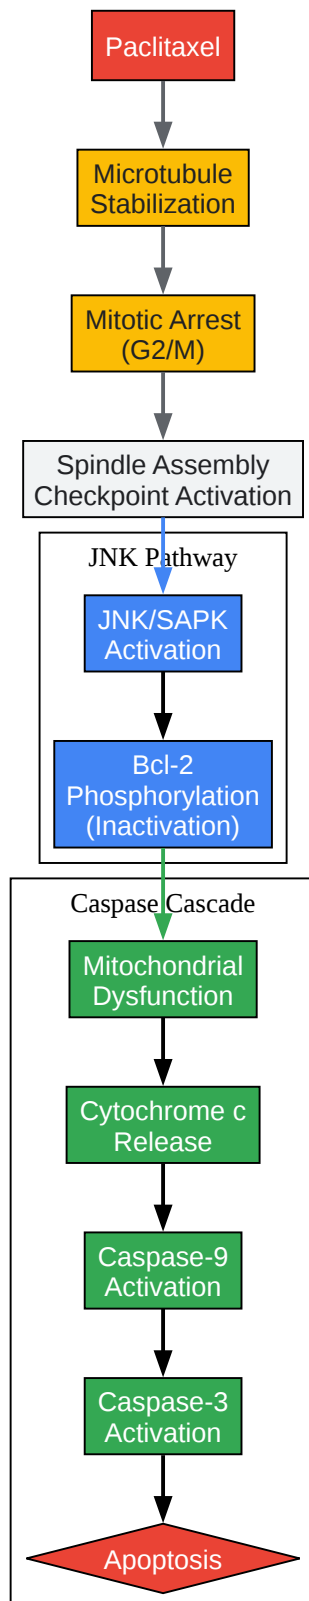 Paclitaxel
Microtubule
Stabilization
Mitotic Arrest
(G2/M)
Spindle Assembly
Checkpoint Activation
JNK Pathway
JNK/SAPK
Activation
Bcl-2
Phosphorylation
(Inactivation)
Caspase Cascade
Mitochondrial
Dysfunction
Cytochrome c
Release
Caspase-9
Activation
Caspase-3
Activation
Apoptosis